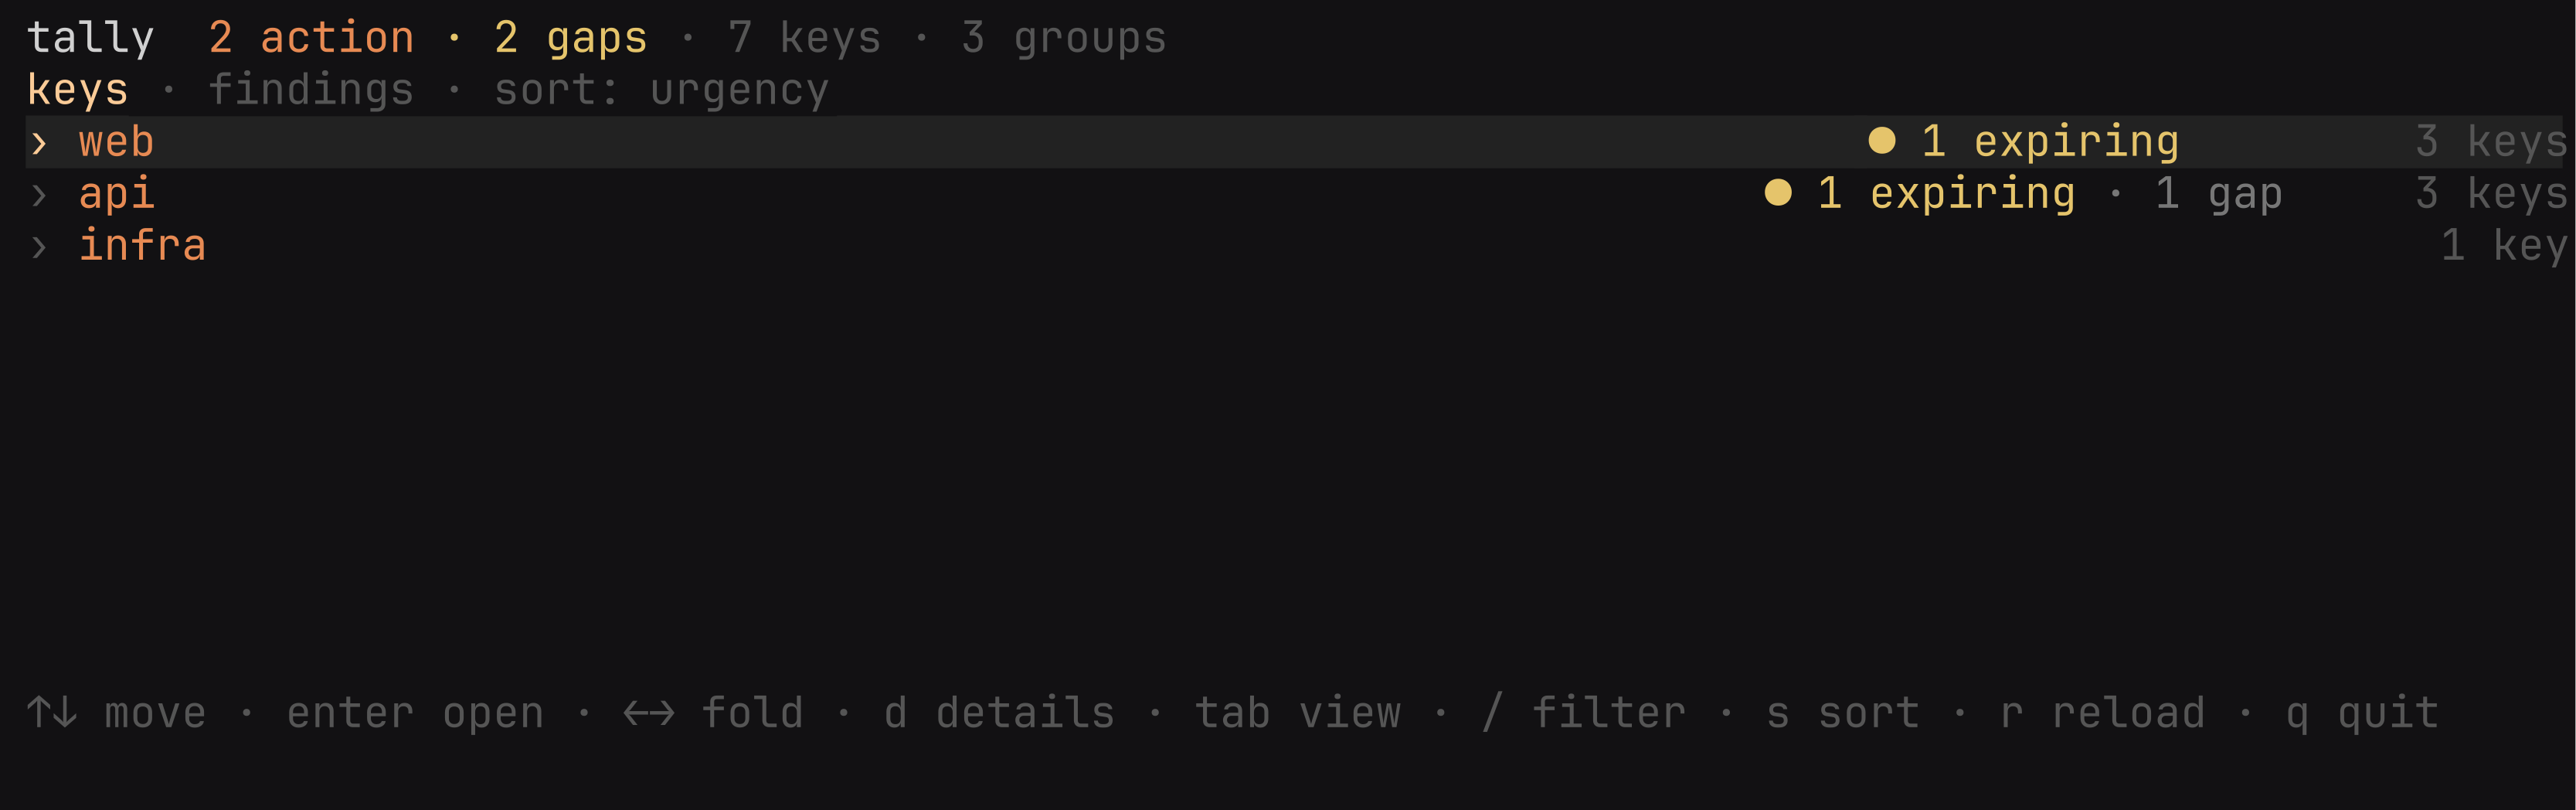 tally  2 action · 2 gaps · 7 keys · 3 groups
keys · findings · sort: urgency
› web ● 1 expiring 3 keys
› api ● 1 expiring · 1 gap 3 keys
› infra 1 key
↑↓ move · enter open · ←→ fold · d details · tab view · / filter · s sort · r reload · q quit